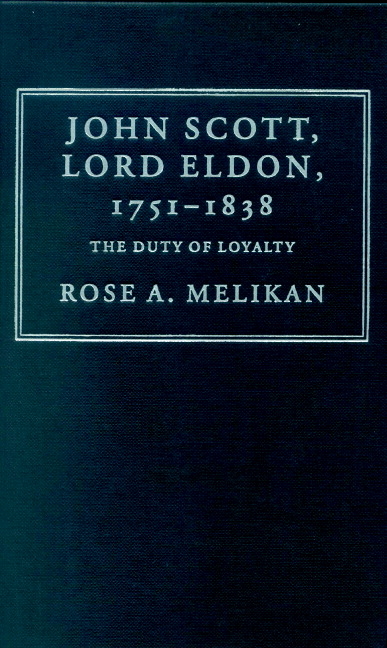 JOHN SCOTT,
LORD ELDON,
1751–1838
THE DUTY OF LOYALTY
ROSE A. MELIKAN